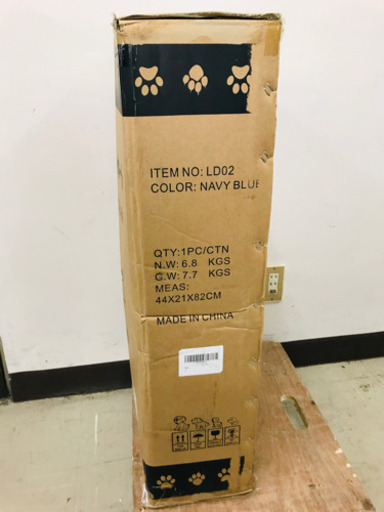 ITEM NO: LD02
COLOR: NAVY BLUE
QTY:1PC/CTN
N.W: 6.8 KGS
G.W: 7.7 KGS
MEAS:
44X21X82CM
MADE IN CHINA